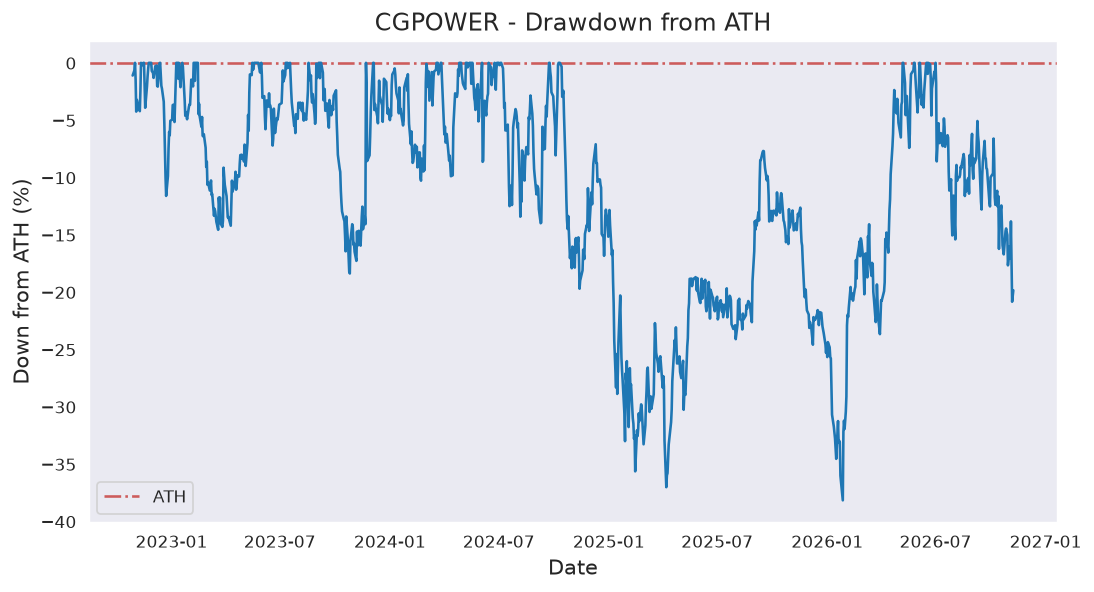 CGPOWER - Drawdown from ATH
Down from ATH (%)
0
−5
−10
−15
−20
−25
−30
−35
−40
ATH
2023-01 2023-07 2024-01 2024-07 2025-01 2025-07 2026-01 2026-07 2027-01
Date